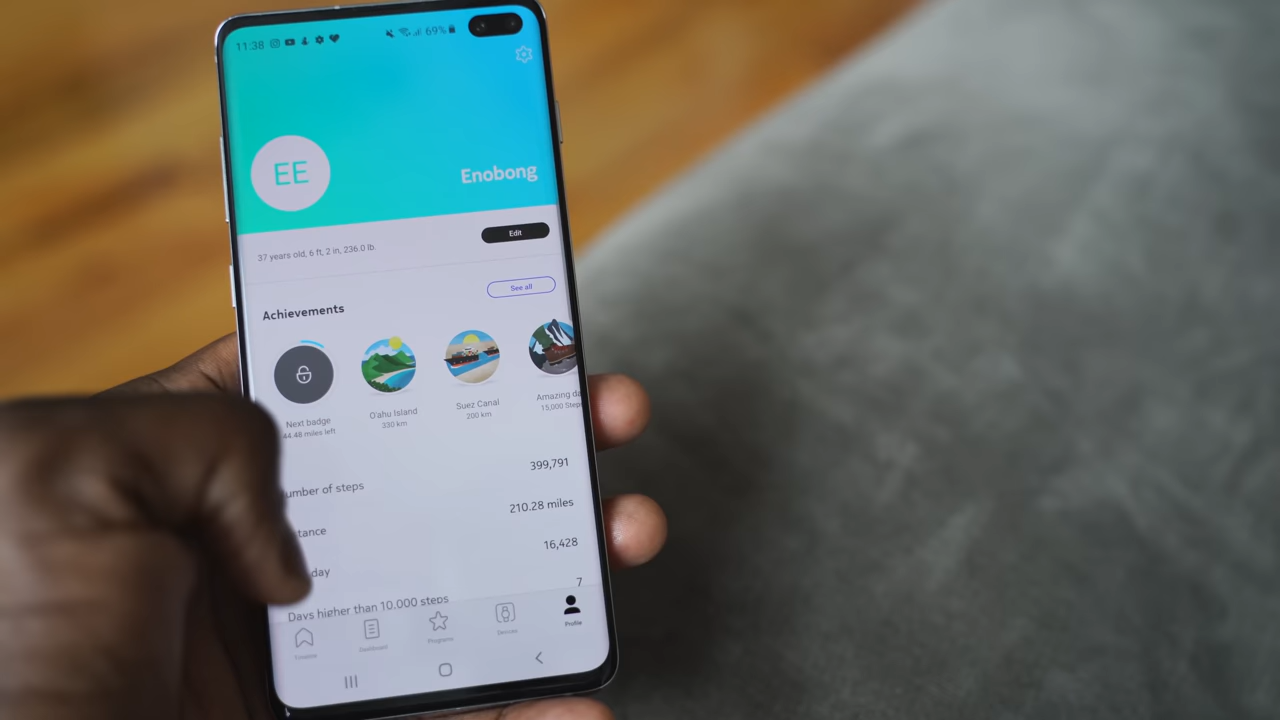 11:38
69%
EE
Enobong
37 years old, 6 ft, 2 in, 236.0 lb.
Edit
Achievements
See all
Next badge
44.48 miles left
O'ahu Island
330 km
Suez Canal
200 km
Amazing da
15,000 Steps
umber of steps
399,791
tance
210.28 miles
day
16,428
Days higher than 10,000 steps
7
Timeline
Dashboard
Programs
Devices
Profile